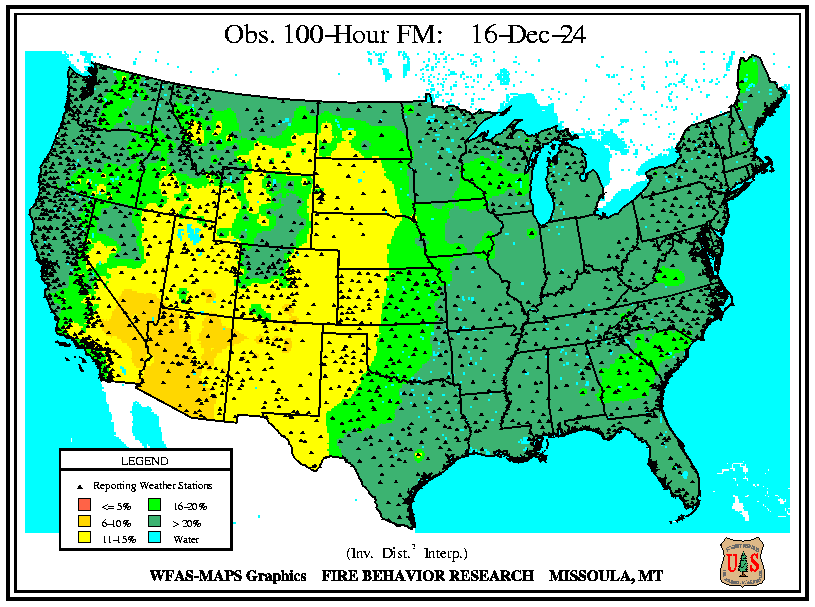 Obs. 100-Hour FM: 16-Dec-24
LEGEND
Reporting Weather Stations
<= 5% 16-20%
6-10% > 20%
11-15% Water
(Inv. Dist.² Interp.)
WFAS-MAPS Graphics FIRE BEHAVIOR RESEARCH MISSOULA, MT
U S